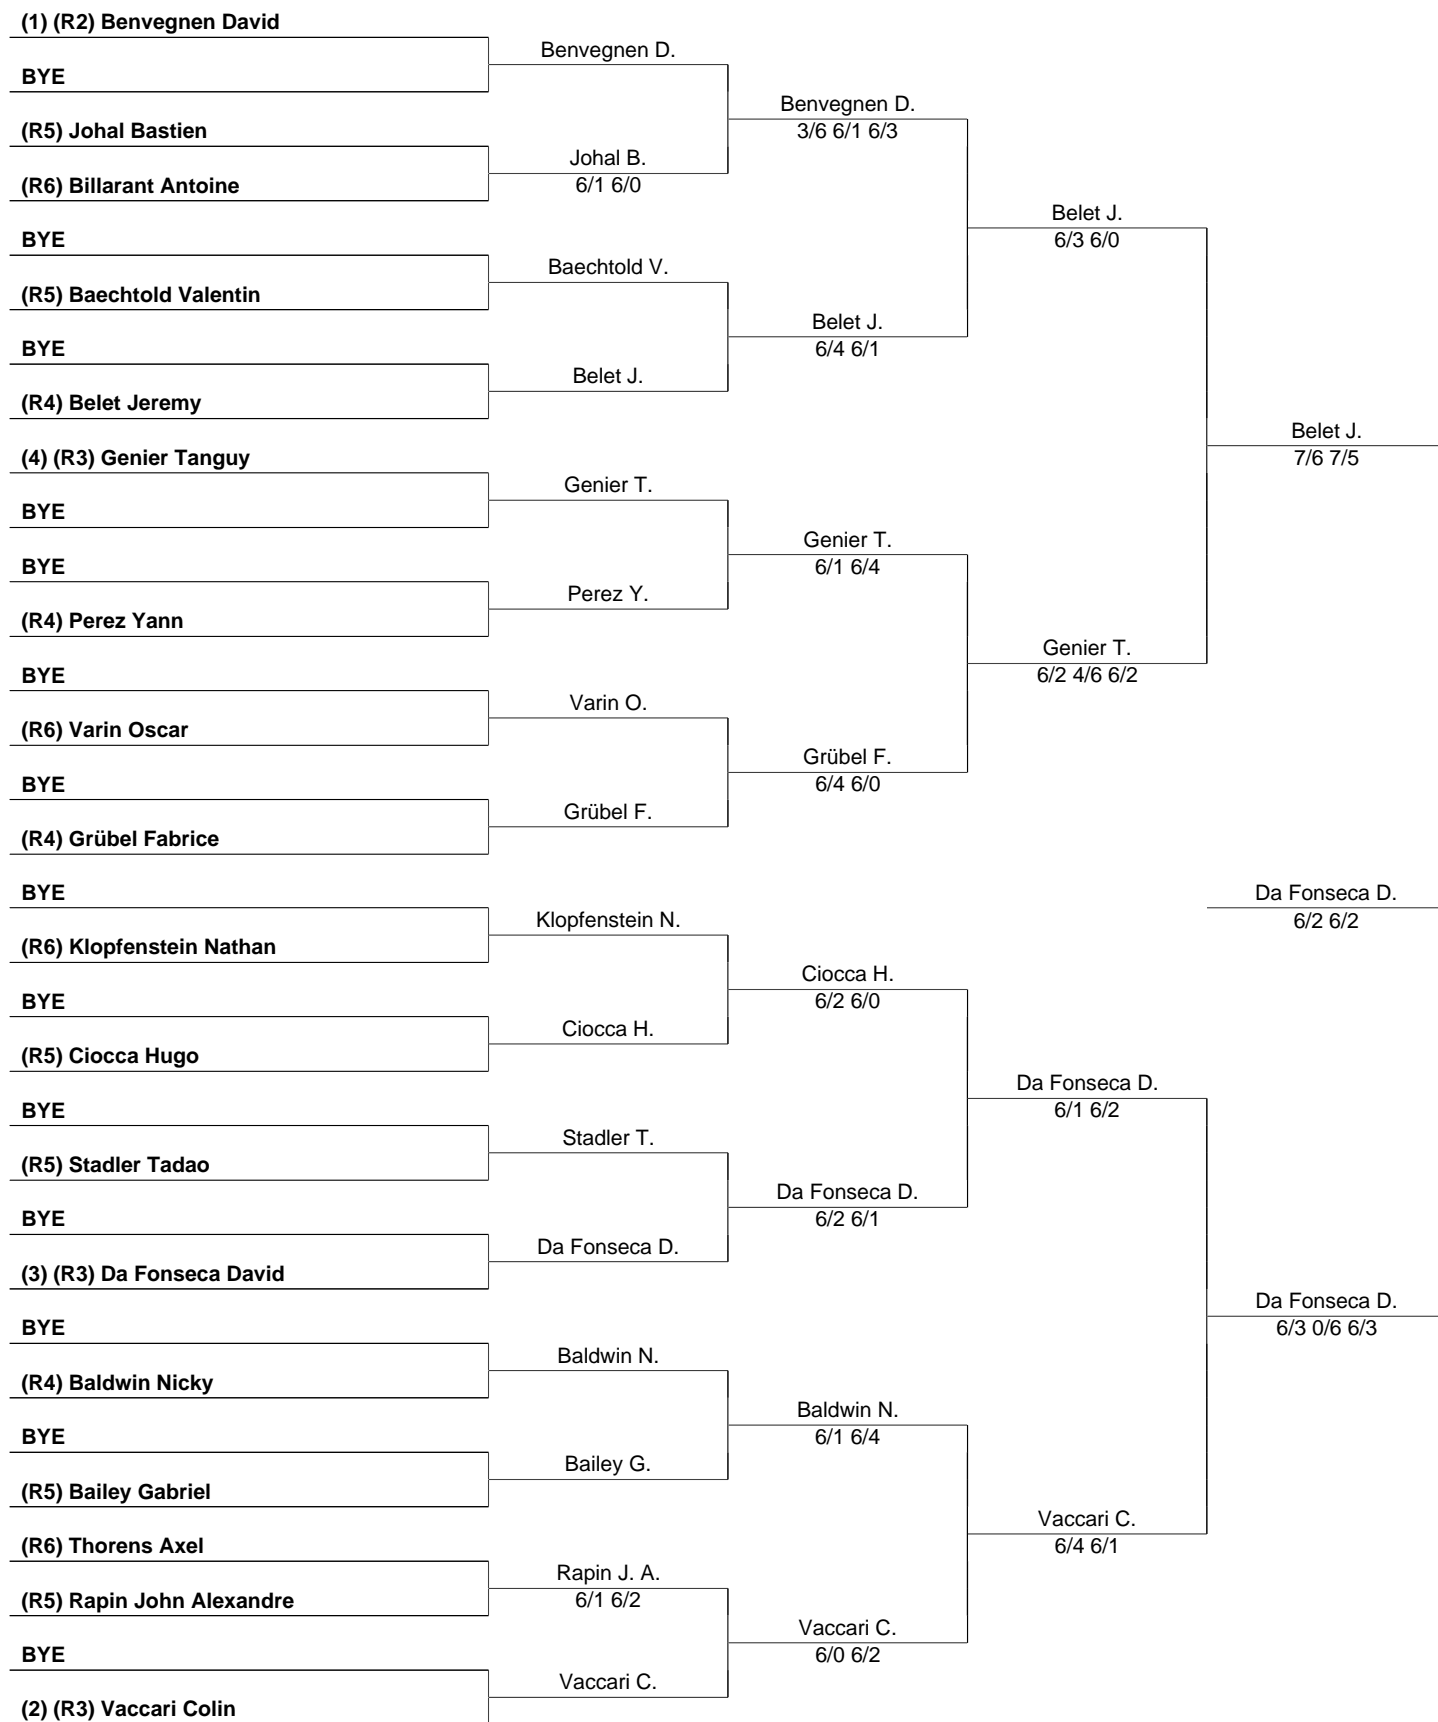 (1) (R2) Benvegnen David
Benvegnen D.
BYE
Benvegnen D.
3/6 6/1 6/3
(R5) Johal Bastien
Johal B.
6/1 6/0
(R6) Billarant Antoine
Belet J.
6/3 6/0
BYE
Baechtold V.
(R5) Baechtold Valentin
Belet J.
6/4 6/1
BYE
Belet J.
(R4) Belet Jeremy
Belet J.
7/6 7/5
(4) (R3) Genier Tanguy
Genier T.
BYE
Genier T.
6/1 6/4
BYE
Perez Y.
(R4) Perez Yann
Genier T.
6/2 4/6 6/2
BYE
Varin O.
(R6) Varin Oscar
Grübel F.
6/4 6/0
BYE
Grübel F.
(R4) Grübel Fabrice
Da Fonseca D.
6/2 6/2
BYE
Klopfenstein N.
(R6) Klopfenstein Nathan
Ciocca H.
6/2 6/0
BYE
Ciocca H.
(R5) Ciocca Hugo
Da Fonseca D.
6/1 6/2
BYE
Stadler T.
(R5) Stadler Tadao
Da Fonseca D.
6/2 6/1
BYE
Da Fonseca D.
(3) (R3) Da Fonseca David
Da Fonseca D.
6/3 0/6 6/3
BYE
Baldwin N.
(R4) Baldwin Nicky
Baldwin N.
6/1 6/4
BYE
Bailey G.
(R5) Bailey Gabriel
Vaccari C.
6/4 6/1
(R6) Thorens Axel
Rapin J. A.
6/1 6/2
(R5) Rapin John Alexandre
Vaccari C.
6/0 6/2
BYE
Vaccari C.
(2) (R3) Vaccari Colin